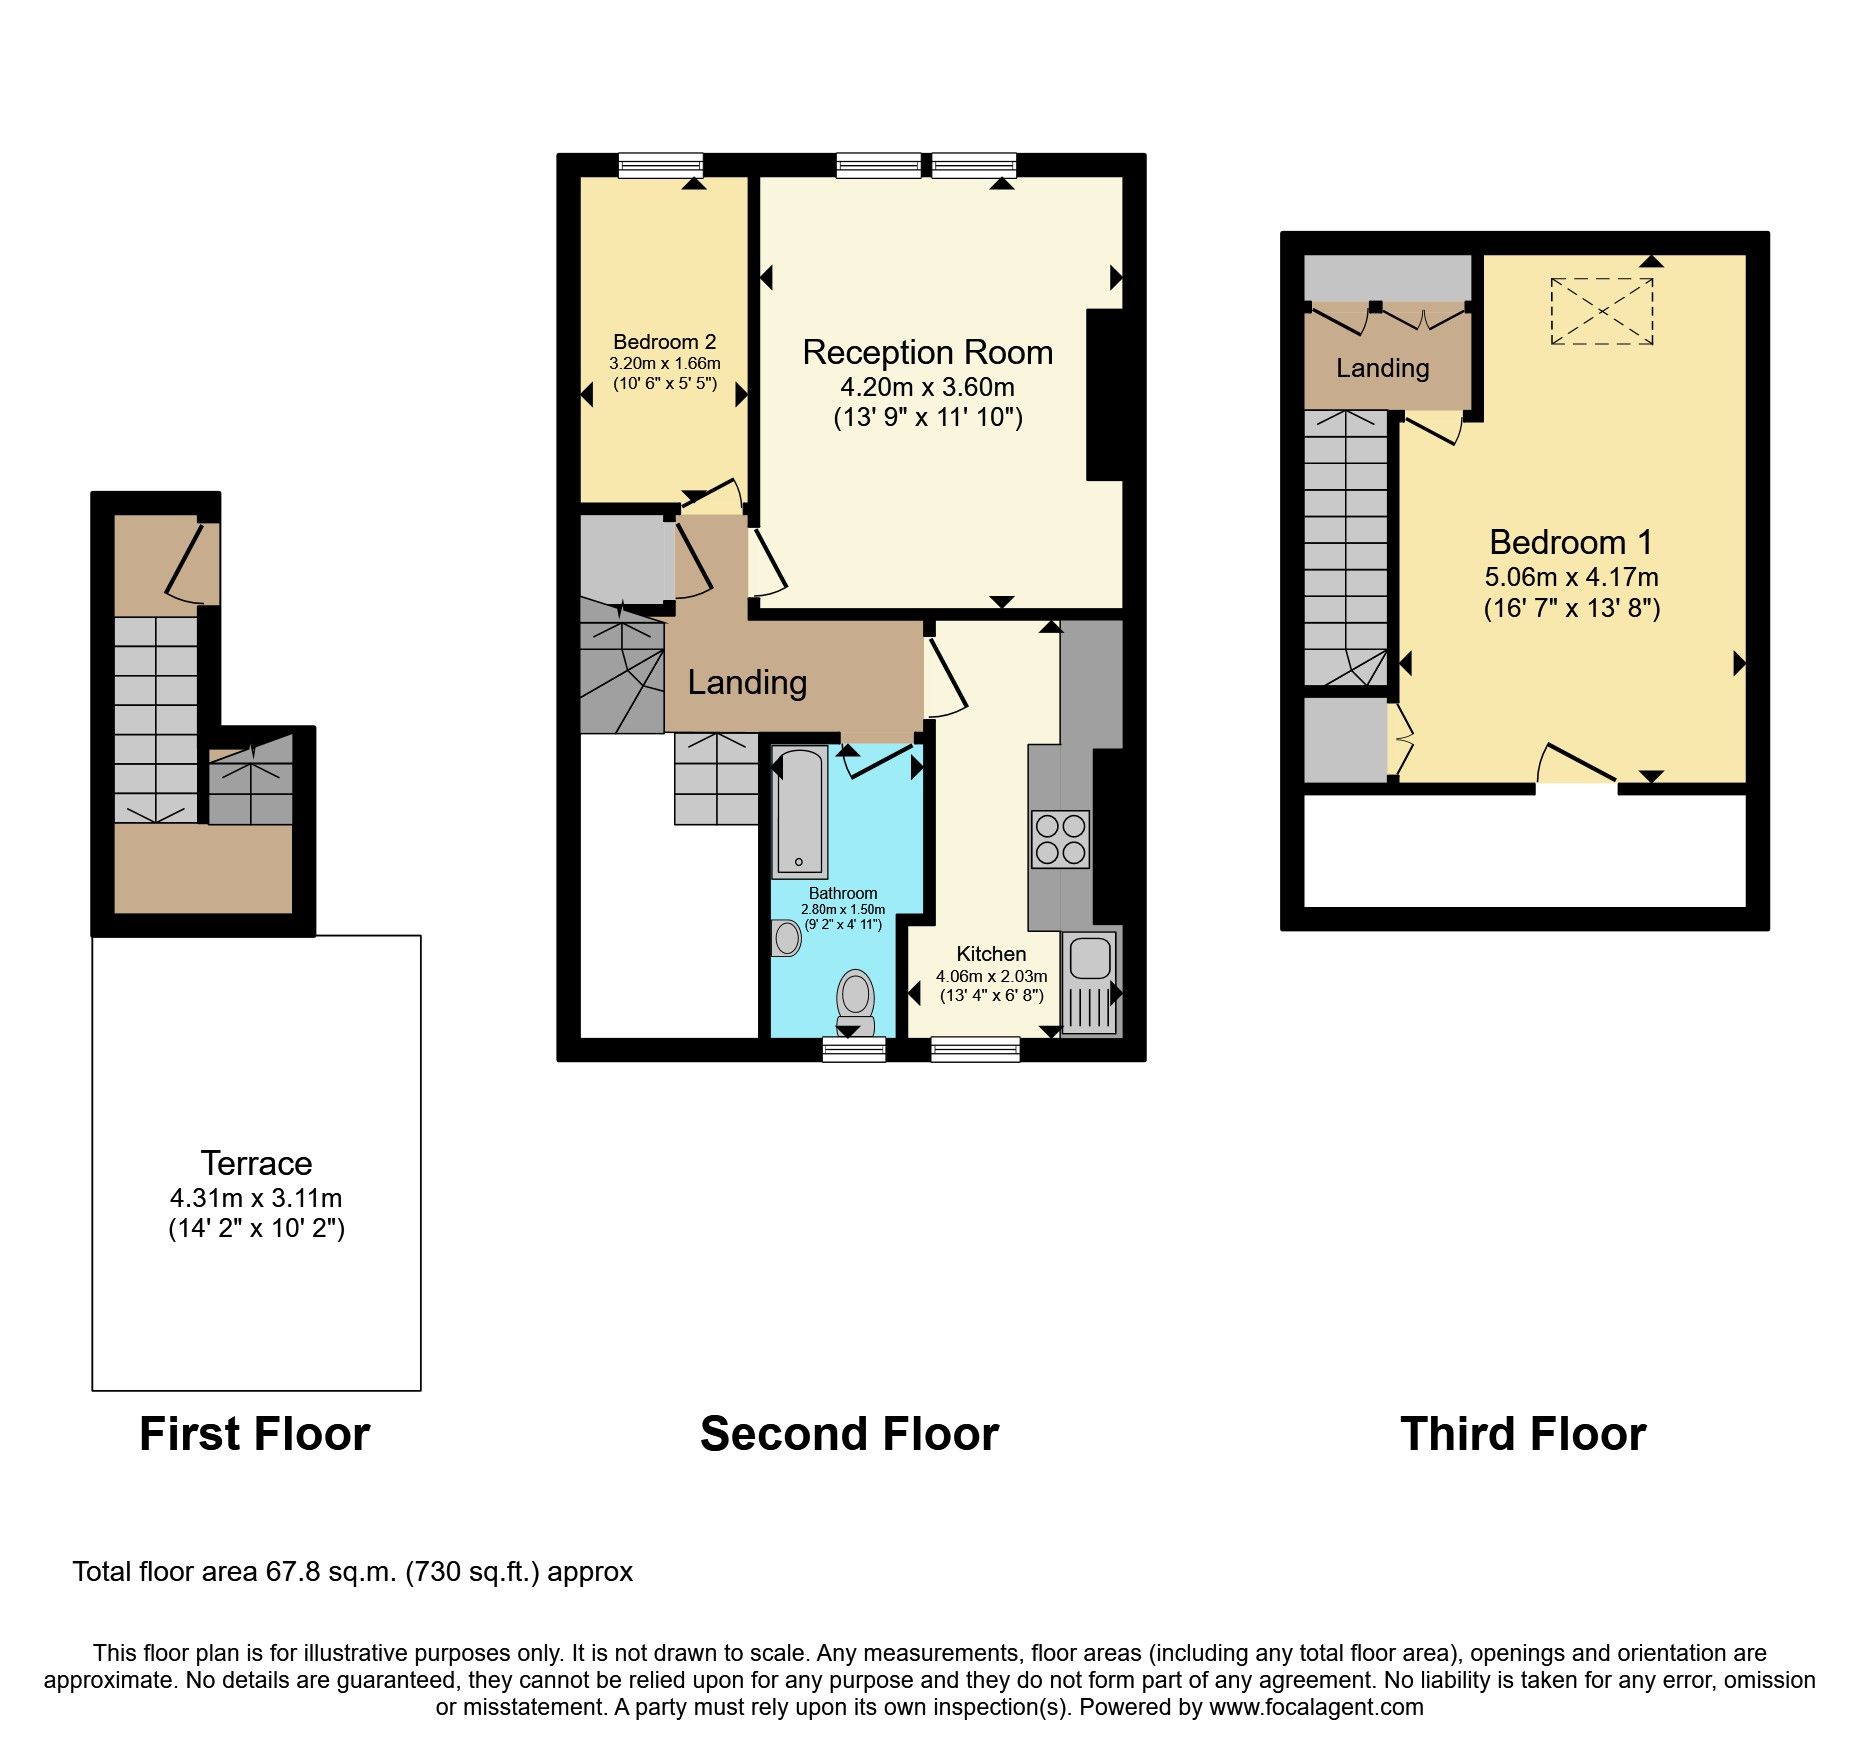 Bedroom 2
3.20m x 1.66m
(10' 6" x 5' 5")
Reception Room
4.20m x 3.60m
(13' 9" x 11' 10")
Landing
Bathroom
2.80m x 1.50m
(9' 2" x 4' 11")
Kitchen
4.06m x 2.03m
(13' 4" x 6' 8")
Landing
Bedroom 1
5.06m x 4.17m
(16' 7" x 13' 8")
Terrace
4.31m x 3.11m
(14' 2" x 10' 2")
First Floor
Second Floor
Third Floor
Total floor area 67.8 sq.m. (730 sq.ft.) approx
This floor plan is for illustrative purposes only. It is not drawn to scale. Any measurements, floor areas (including any total floor area), openings and orientation are
approximate. No details are guaranteed, they cannot be relied upon for any purpose and they do not form part of any agreement. No liability is taken for any error, omission
or misstatement. A party must rely upon its own inspection(s). Powered by www.focalagent.com